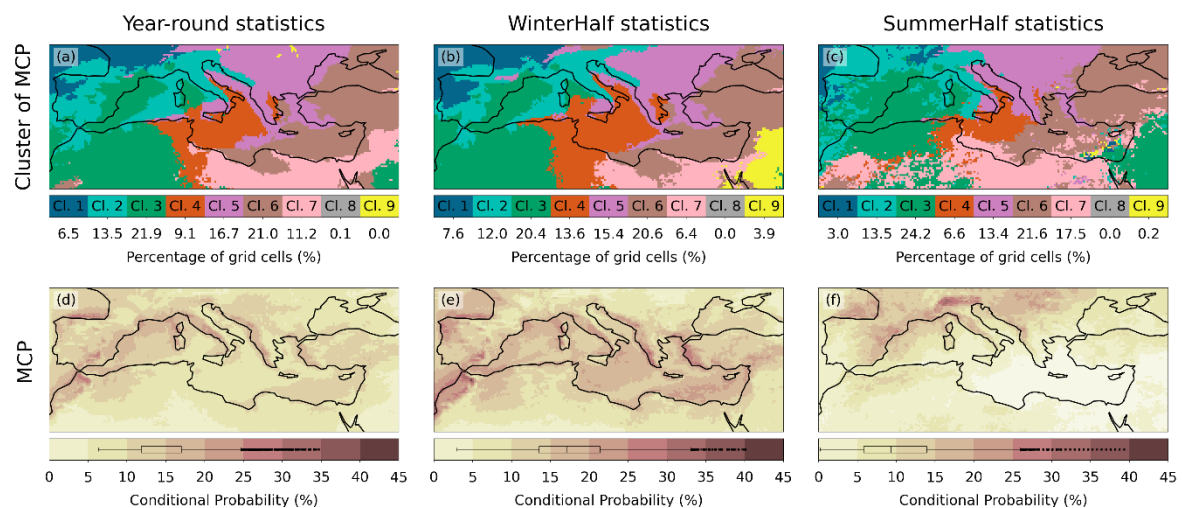 Year-round statistics WinterHalf statistics SummerHalf statistics
Cluster of MCP
(a) (b) (c)
Cl. 1 Cl. 2 Cl. 3 Cl. 4 Cl. 5 Cl. 6 Cl. 7 Cl. 8 Cl. 9 Cl. 1 Cl. 2 Cl. 3 Cl. 4 Cl. 5 Cl. 6 Cl. 7 Cl. 8 Cl. 9 Cl. 1 Cl. 2 Cl. 3 Cl. 4 Cl. 5 Cl. 6 Cl. 7 Cl. 8 Cl. 9
6.5 13.5 21.9 9.1 16.7 21.0 11.2 0.1 0.0 7.6 12.0 20.4 13.6 15.4 20.6 6.4 0.0 3.9 3.0 13.5 24.2 6.6 13.4 21.6 17.5 0.0 0.2
Percentage of grid cells (%) Percentage of grid cells (%) Percentage of grid cells (%)
MCP
(d) (e) (f)
0 5 10 15 20 25 30 35 40 45 0 5 10 15 20 25 30 35 40 45 0 5 10 15 20 25 30 35 40 45
Conditional Probability (%) Conditional Probability (%) Conditional Probability (%)